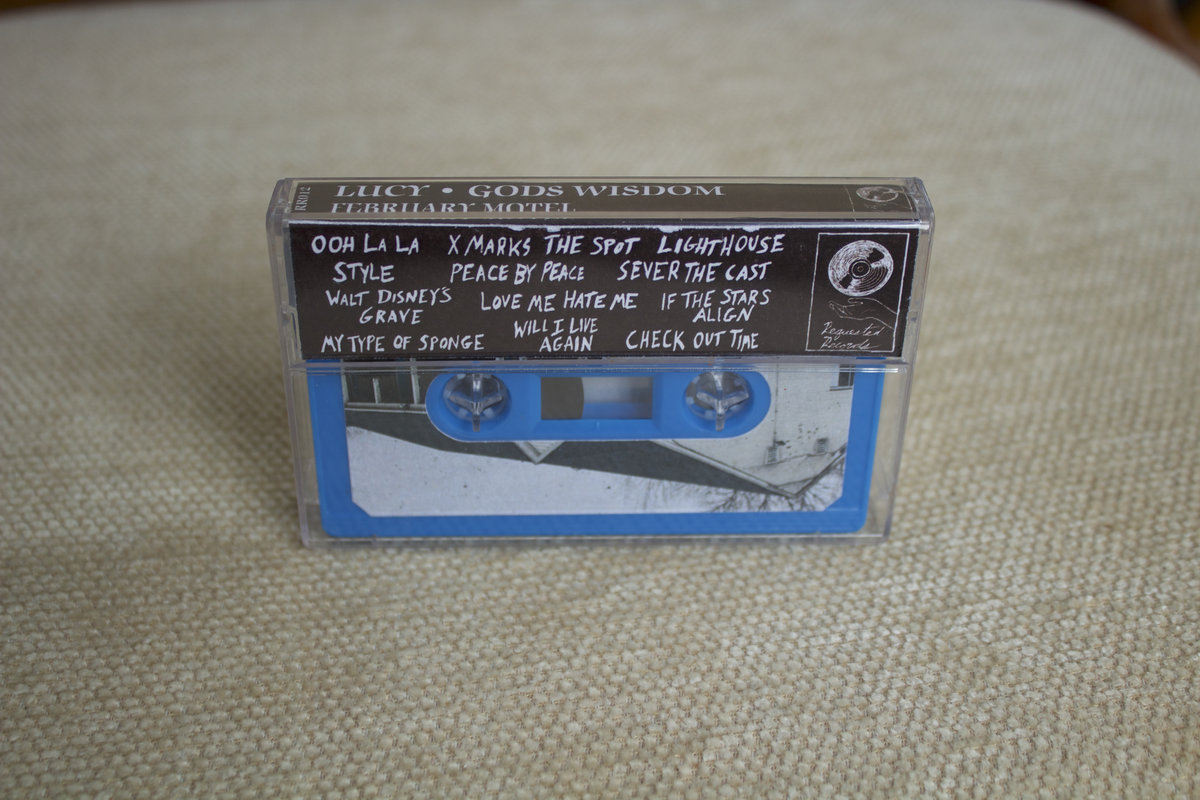 RR012
LUCY • GODS WISDOM
FEBRUARY MOTEL
OOH LA LA X MARKS THE SPOT LIGHTHOUSE
STYLE PEACE BY PEACE SEVER THE CAST
WALT DISNEY'S GRAVE LOVE ME HATE ME IF THE STARS ALIGN
MY TYPE OF SPONGE WILL I LIVE AGAIN CHECK OUT TIME
Requested
Records